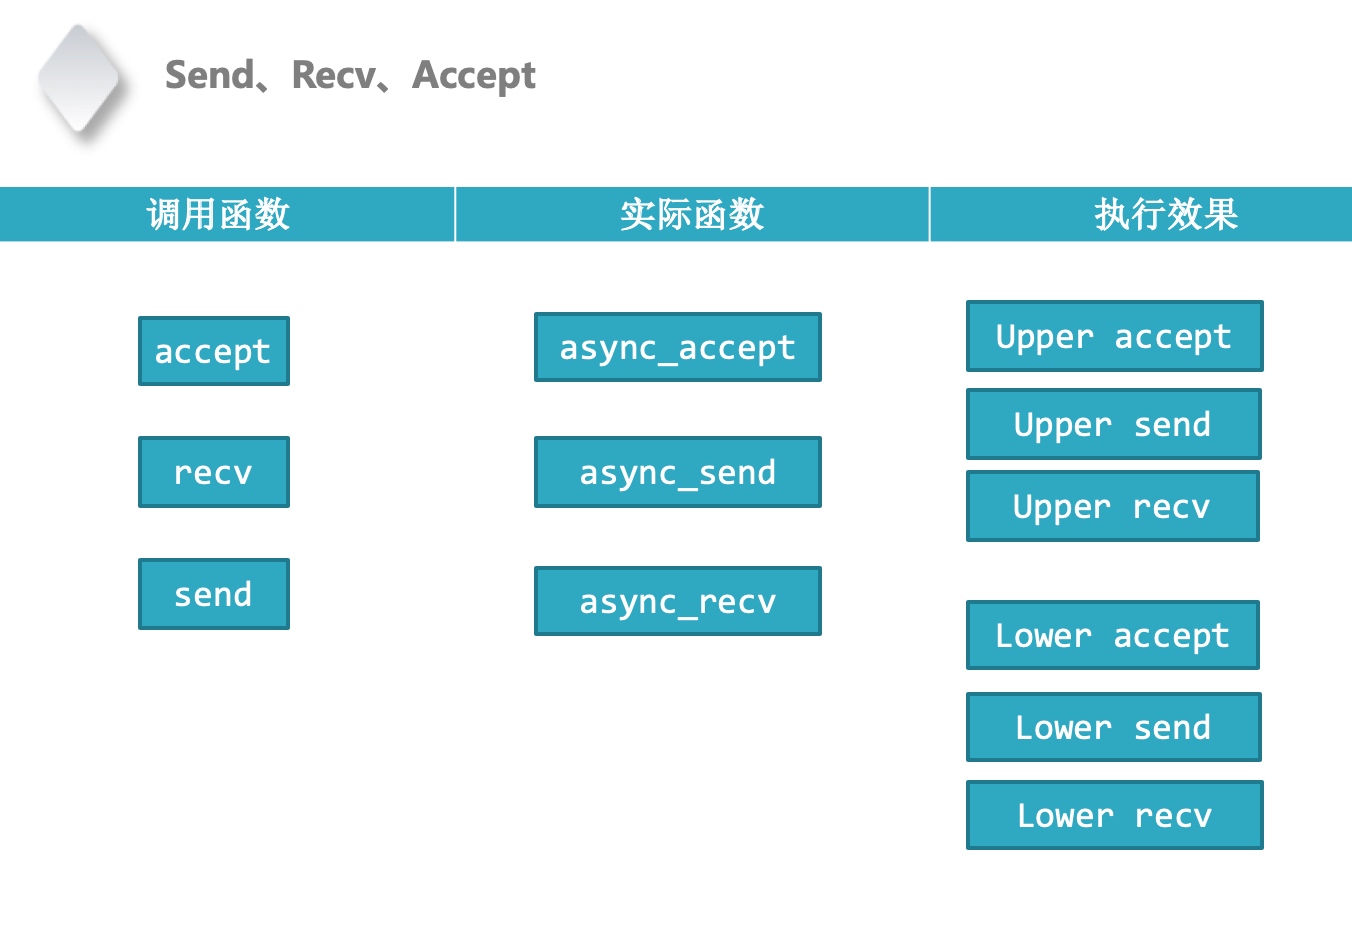 Send、Recv、Accept
调用函数
实际函数
执行效果
accept
recv
send
async_accept
async_send
async_recv
Upper accept
Upper send
Upper recv
Lower accept
Lower send
Lower recv